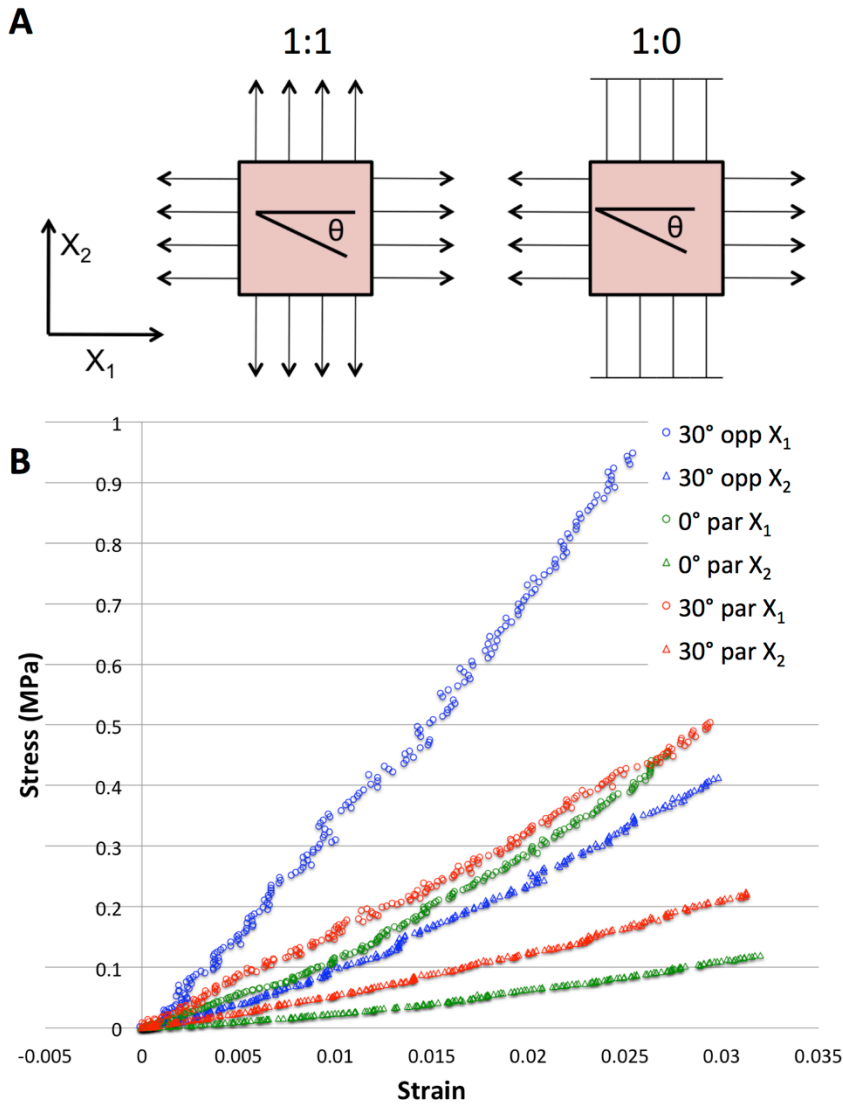 A
1:1
1:0
X₂
θ
θ
X₁
B
1
0.9
0.8
0.7
0.6
0.5
0.4
0.3
0.2
0.1
0
Stress (MPa)
30° opp X₁
30° opp X₂
0° par X₁
0° par X₂
30° par X₁
30° par X₂
-0.005
0
0.005
0.01
0.015
0.02
0.025
0.03
0.035
Strain